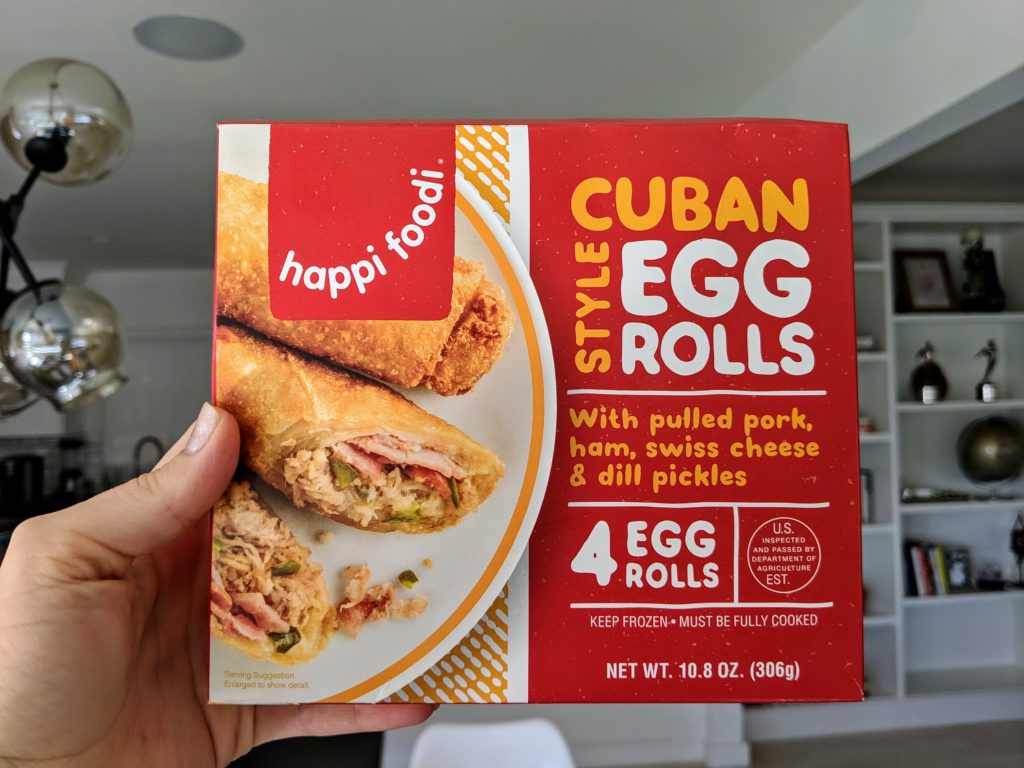 happi foodi®
CUBAN
STYLE
EGG
ROLLS
With pulled pork,
ham, swiss cheese
& dill pickles
4 EGG
ROLLS
U.S.
INSPECTED
AND PASSED BY
DEPARTMENT OF
AGRICULTURE
EST.
KEEP FROZEN • MUST BE FULLY COOKED
NET WT. 10.8 OZ. (306g)
Serving Suggestion.
Enlarged to show detail.